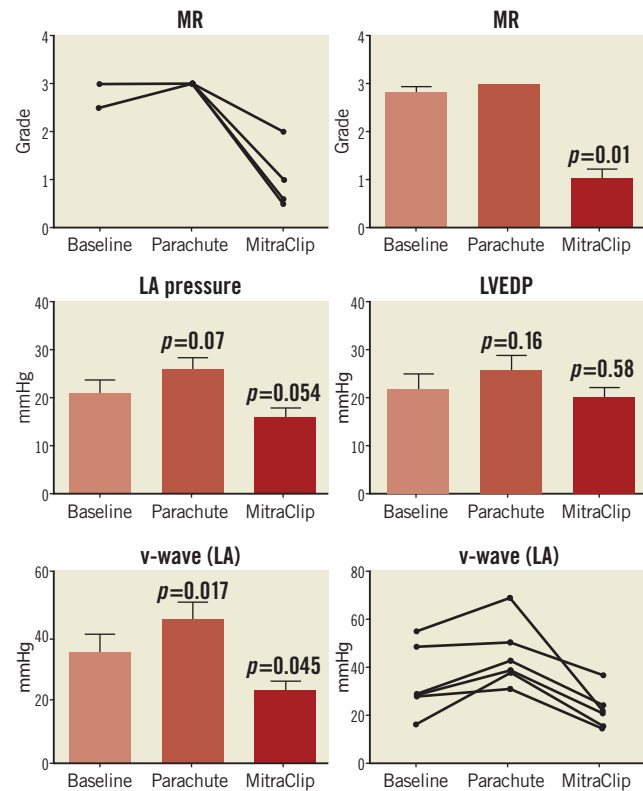 MR
4
3
2
1
0
Grade
Baseline Parachute MitraClip
MR
4
3
2
1
0
Grade
p=0.01
Baseline Parachute MitraClip
LA pressure
40
30
20
10
0
mmHg
p=0.07
p=0.054
Baseline Parachute MitraClip
LVEDP
40
30
20
10
0
mmHg
p=0.16
p=0.58
Baseline Parachute MitraClip
v-wave (LA)
60
40
20
0
mmHg
p=0.017
p=0.045
Baseline Parachute MitraClip
v-wave (LA)
80
60
40
20
0
mmHg
Baseline Parachute MitraClip